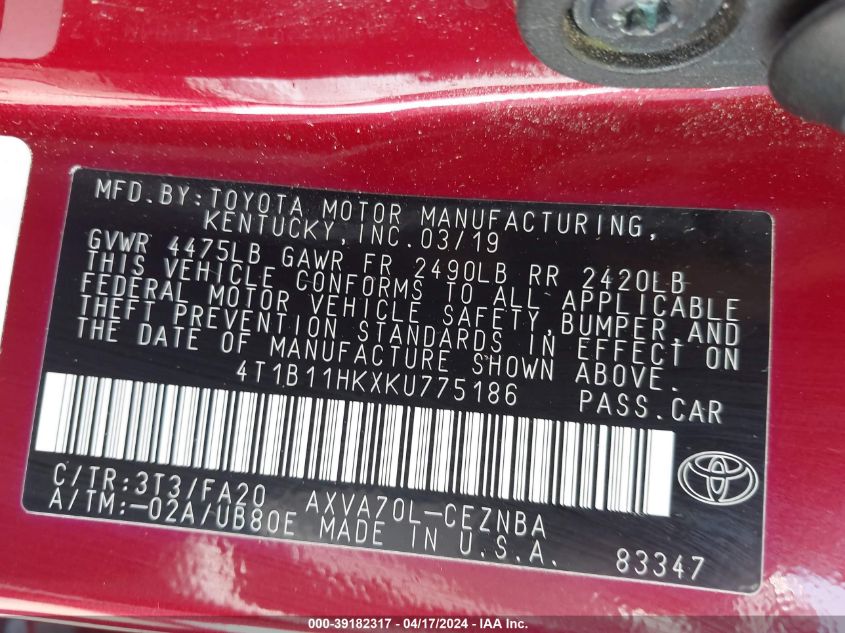 MFD.BY:TOYOTA MOTOR MANUFACTURING,
KENTUCKY, INC. 03/19
GVWR 4475LB GAWR FR 2490LB RR 2420LB
THIS VEHICLE CONFORMS TO ALL APPLICABLE
FEDERAL MOTOR VEHICLE SAFETY, BUMPER, AND
THEFT PREVENTION STANDARDS IN EFFECT ON
THE DATE OF MANUFACTURE SHOWN ABOVE.
4T1B11HKXKU775186 PASS.CAR
C/TR:3T3/FA20 AXVA70L-CEZNBA
A/TM:-02A/UB80E MADE IN U.S.A. 83347
000-39182317 - 04/17/2024 - IAA Inc.